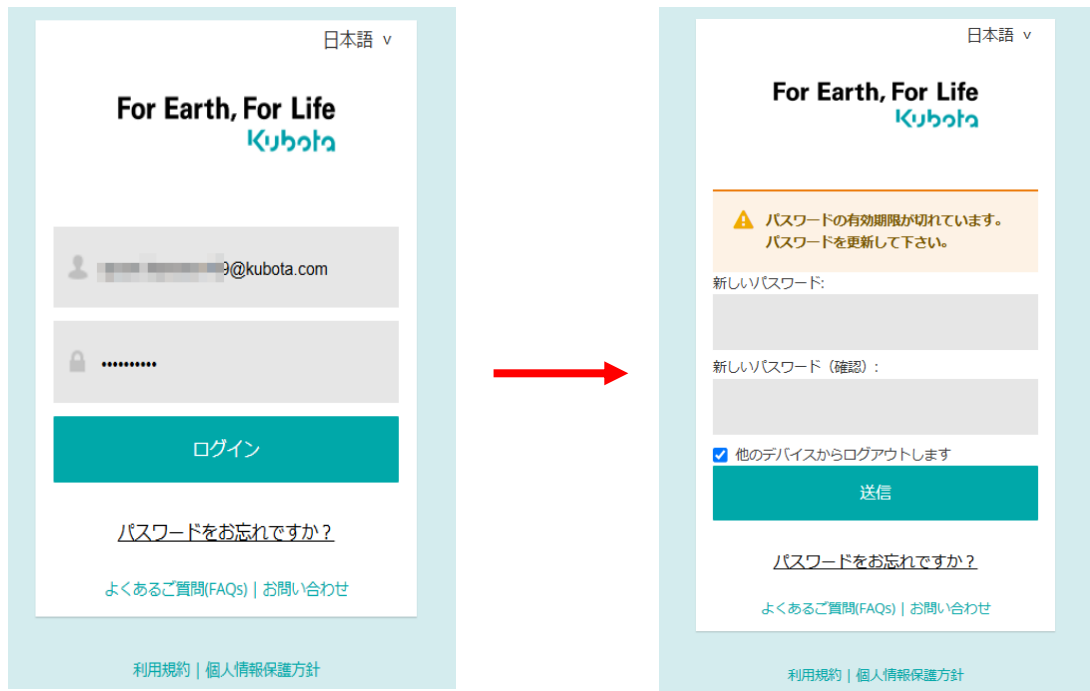 日本語 v
For Earth, For Life
Kubota
9@kubota.com
••••••••••
ログイン
パスワードをお忘れですか？
よくあるご質問(FAQs) | お問い合わせ
利用規約 | 個人情報保護方針
日本語 v
For Earth, For Life
Kubota
パスワードの有効期限が切れています。
パスワードを更新して下さい。
新しいパスワード:
新しいパスワード（確認）:
他のデバイスからログアウトします
送信
パスワードをお忘れですか？
よくあるご質問(FAQs) | お問い合わせ
利用規約 | 個人情報保護方針